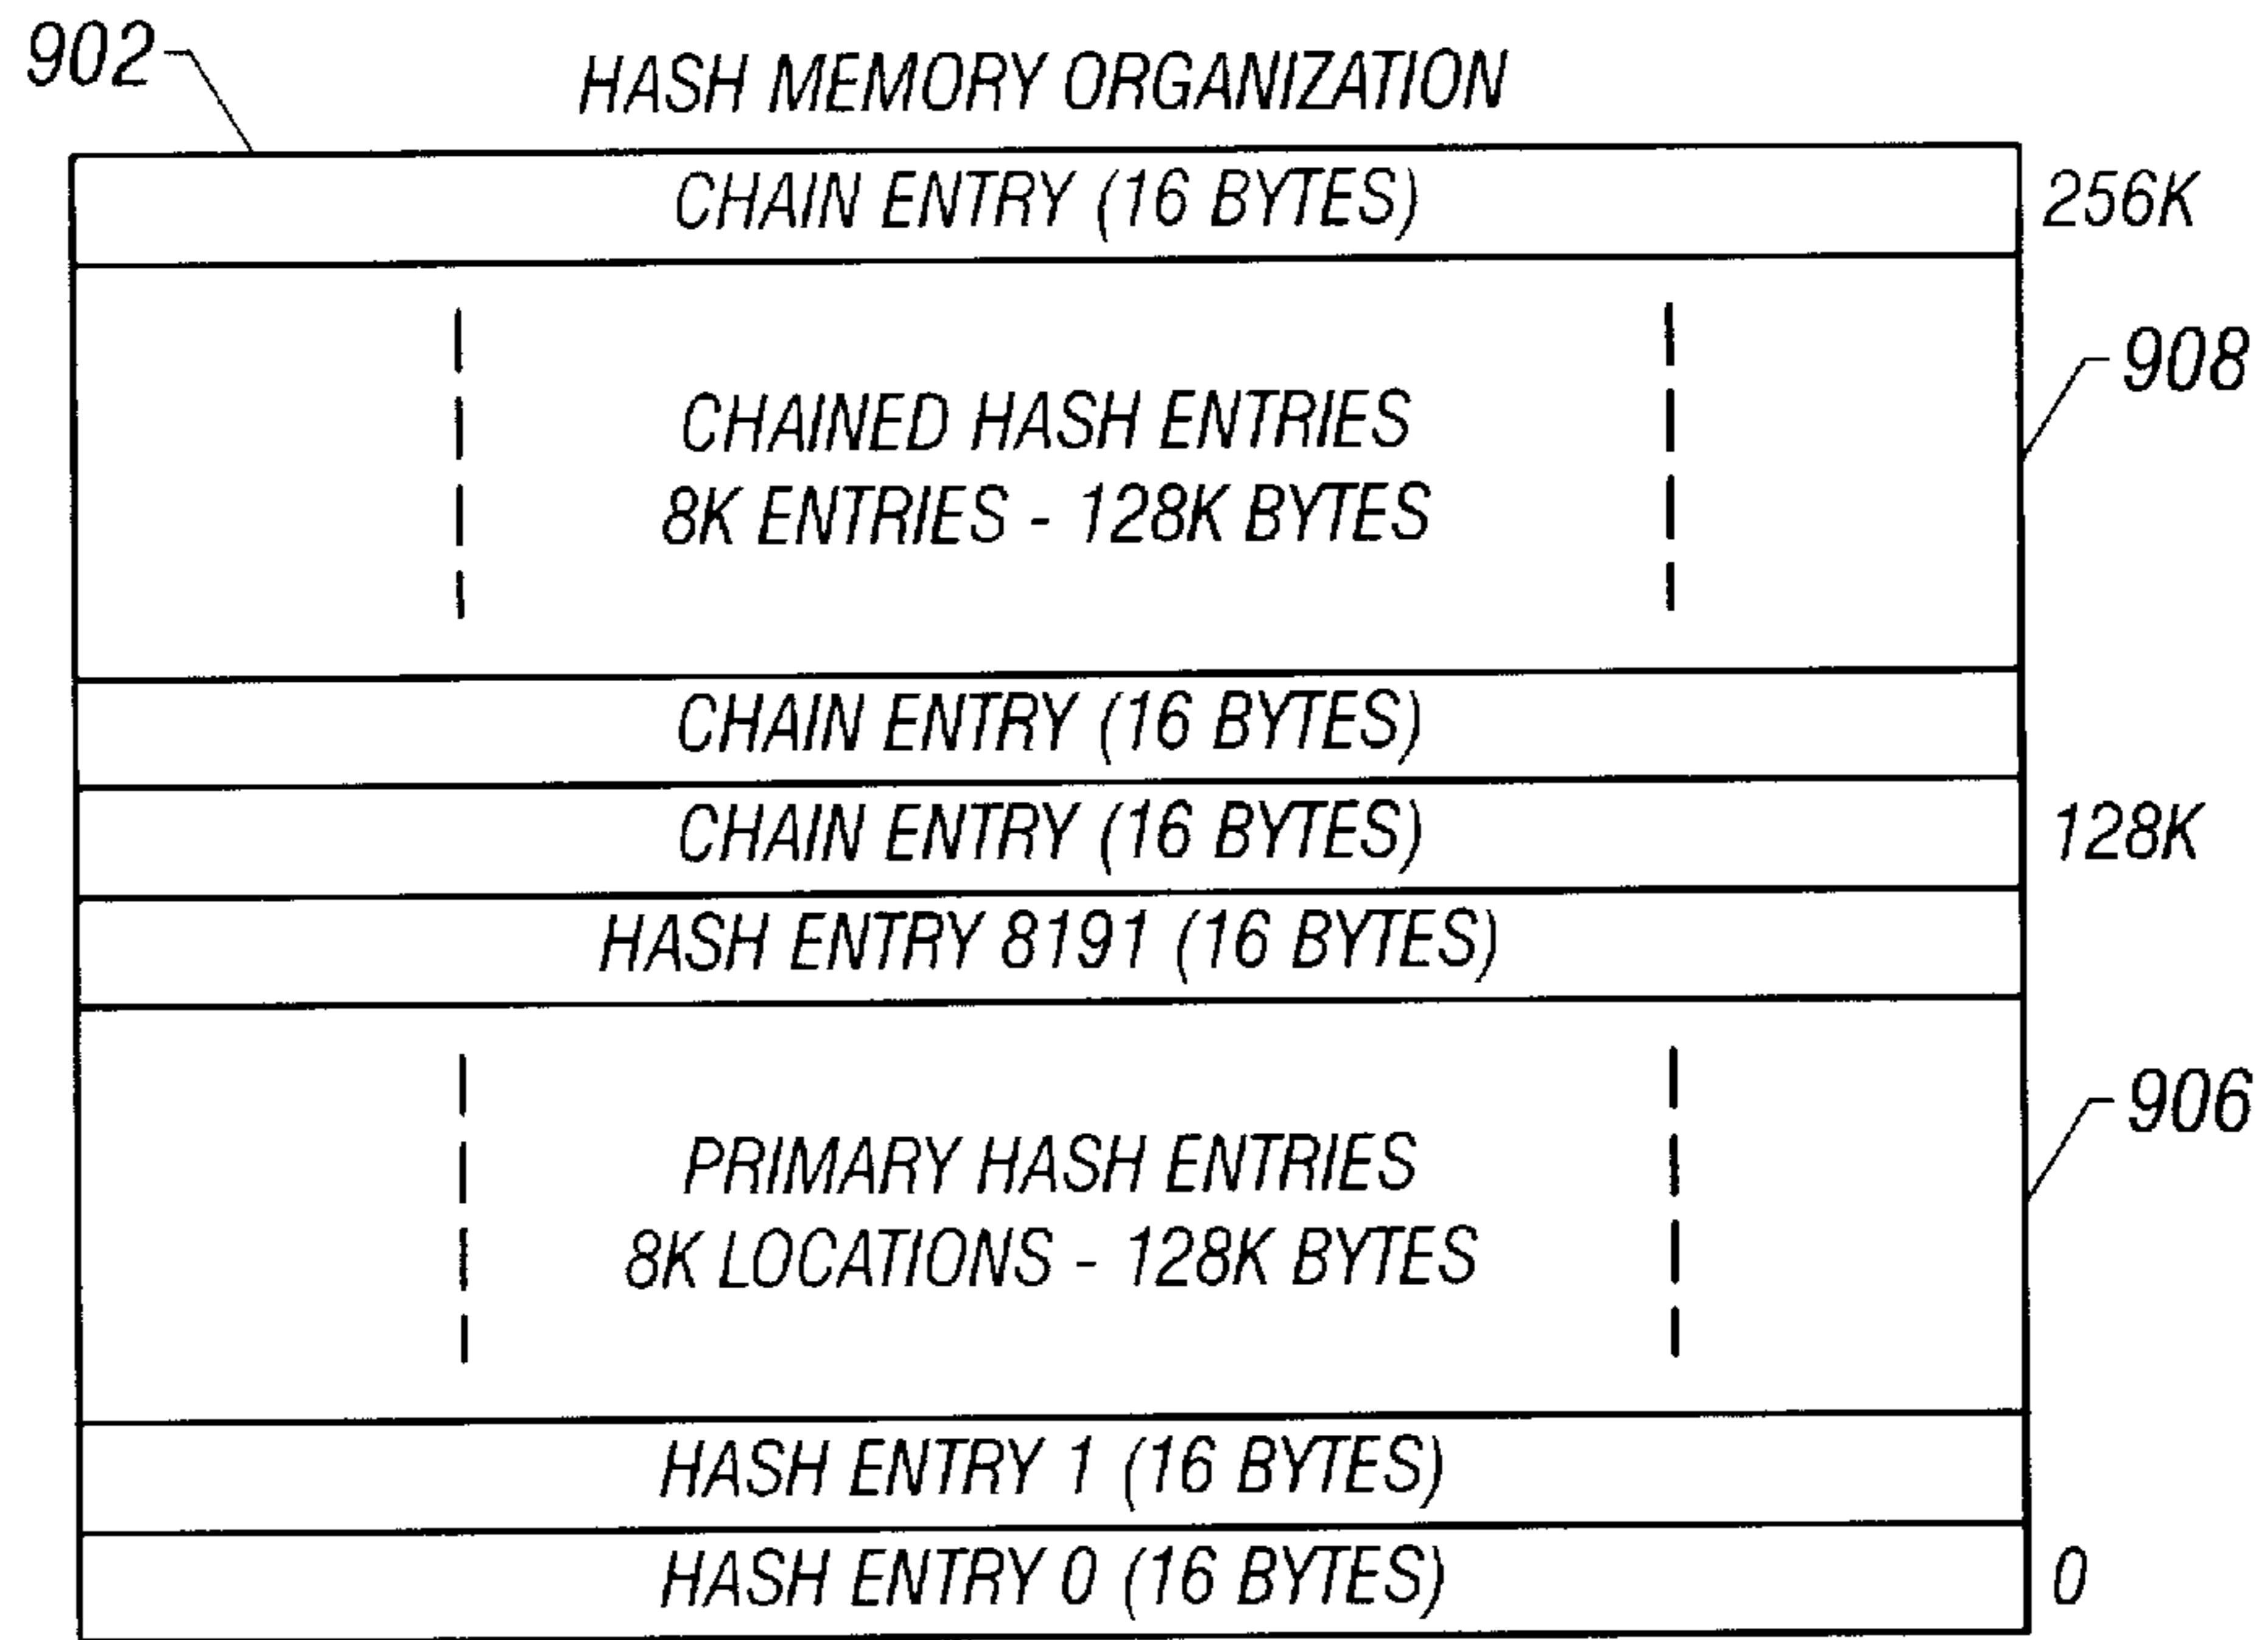 902
HASH MEMORY ORGANIZATION
CHAIN ENTRY (16 BYTES)
256K
908
CHAINED HASH ENTRIES
8K ENTRIES - 128K BYTES
CHAIN ENTRY (16 BYTES)
CHAIN ENTRY (16 BYTES)
128K
HASH ENTRY 8191 (16 BYTES)
906
PRIMARY HASH ENTRIES
8K LOCATIONS - 128K BYTES
HASH ENTRY 1 (16 BYTES)
HASH ENTRY 0 (16 BYTES)
0